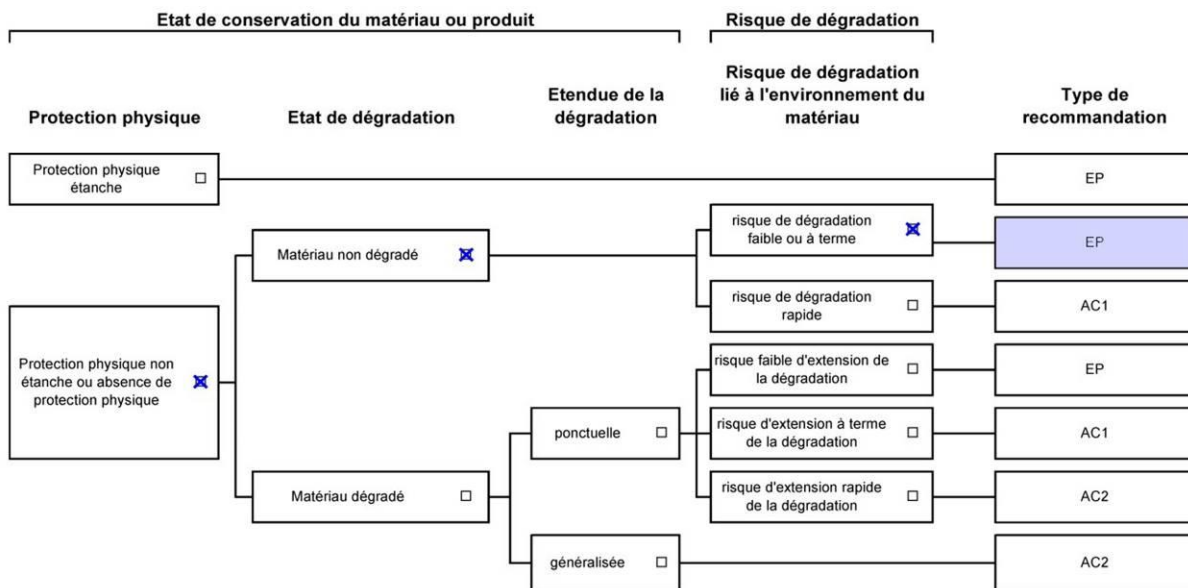 Etat de conservation du matériau ou produit
Risque de dégradation
Protection physique
Etat de dégradation
Etendue de la
dégradation
Risque de dégradation
lié à l'environnement du
matériau
Type de
recommandation
Protection physique
étanche
EP
risque de dégradation
faible ou à terme
EP
Matériau non dégradé
risque de dégradation
rapide
AC1
Protection physique non
étanche ou absence de
protection physique
risque faible d'extension de
la dégradation
EP
ponctuelle
risque d'extension à terme
de la dégradation
AC1
Matériau dégradé
risque d'extension rapide
de la dégradation
AC2
généralisée
AC2